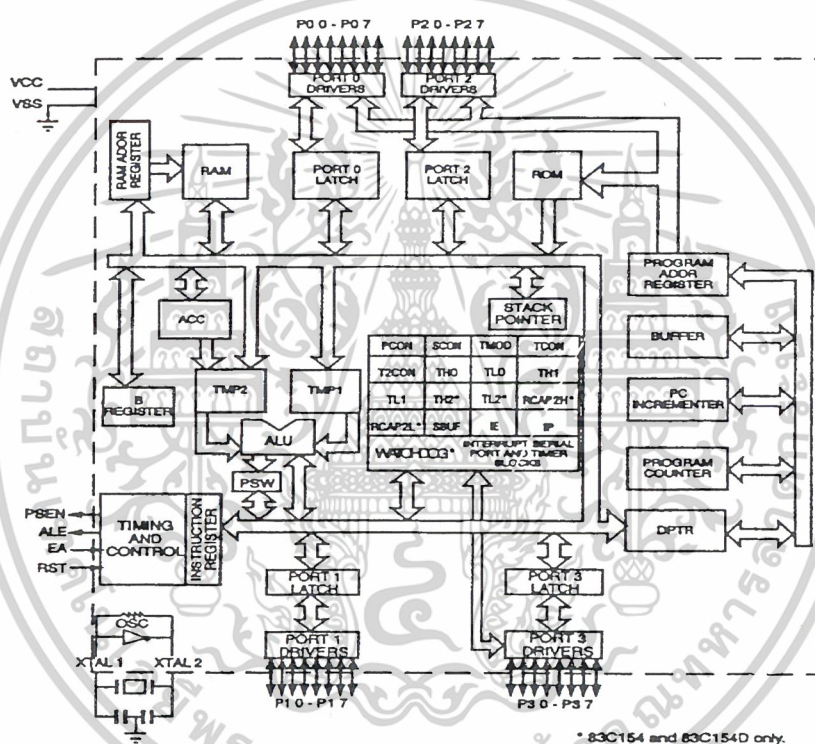 P0 0 - P0 7
P2 0 - P2 7
VCC
VSS
PORT 0
DRIVERS
PORT 2
DRIVERS
RAM ADDR
REGISTER
RAM
PORT 0
LATCH
PORT 2
LATCH
ROM
PROGRAM
ADDR
REGISTER
STACK
POINTER
ACC
BUFFER
B
REGISTER
TMP2
TMP1
PCON SCON TMOD TCON
T2CON TH0 TL0 TH1
TL1 TH2* TL2* RCAP2H*
RCAP2L* SBUF IE IP
WATCHDOG* INTERRUPT SERIAL
PORT AND TIMER
BLOCKS
PC
INCREMENTER
ALU
PSW
PROGRAM
COUNTER
PSEN
ALE
EA
RST
TIMING
AND
CONTROL
INSTRUCTION
REGISTER
DPTR
PORT 1
LATCH
PORT 3
LATCH
OSC
XTAL 1
XTAL 2
PORT 1
DRIVERS
PORT 3
DRIVERS
P1 0 - P1 7
P3 0 - P3 7
* 83C154 and 83C154D only.